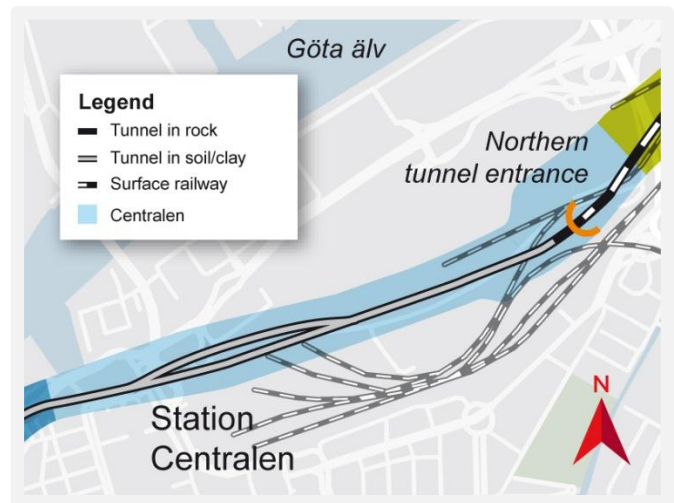 Göta älv
Legend
Tunnel in rock
Tunnel in soil/clay
Surface railway
Centralen
Northern
tunnel entrance
Station
Centralen
N